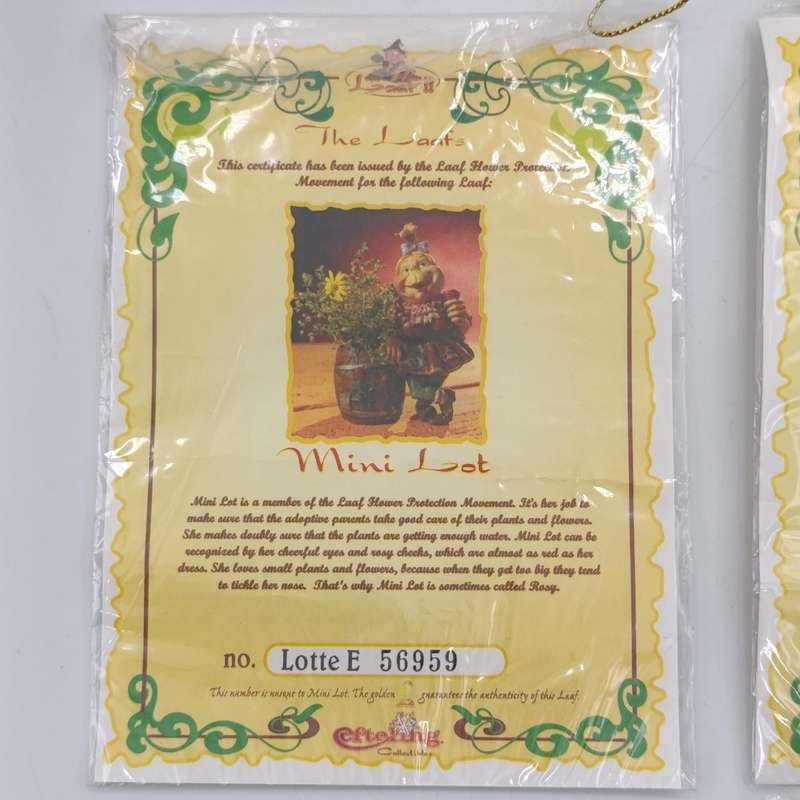 Laaf
The Laafs
This certificate has been issued by the Laaf Flower Protection
Movement for the following Laaf:
Mini Lot
Mini Lot is a member of the Laaf Flower Protection Movement. It's her job to
make sure that the adoptive parents take good care of their plants and flowers.
She makes doubly sure that the plants are getting enough water. Mini Lot can be
recognized by her cheerful eyes and rosy cheeks, which are almost as red as her
dress. She loves small plants and flowers, because when they get too big they tend
to tickle her nose. That's why Mini Lot is sometimes called Rosy.
no. Lotte E 56959
This number is unique to Mini Lot. The golden guarantees the authenticity of this Laaf.
efteling
Collectibles